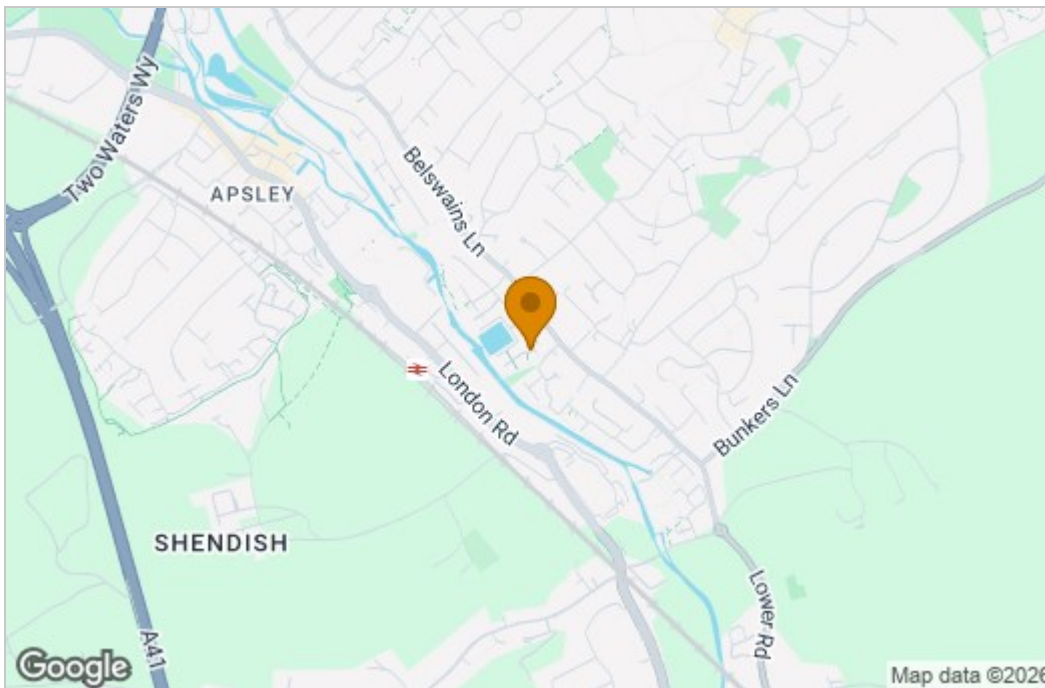 Two Waters Wy
APSLEY
Belswains Ln
London Rd
Bunkers Ln
SHENDISH
Lower Rd
A41
Google
Map data ©2026